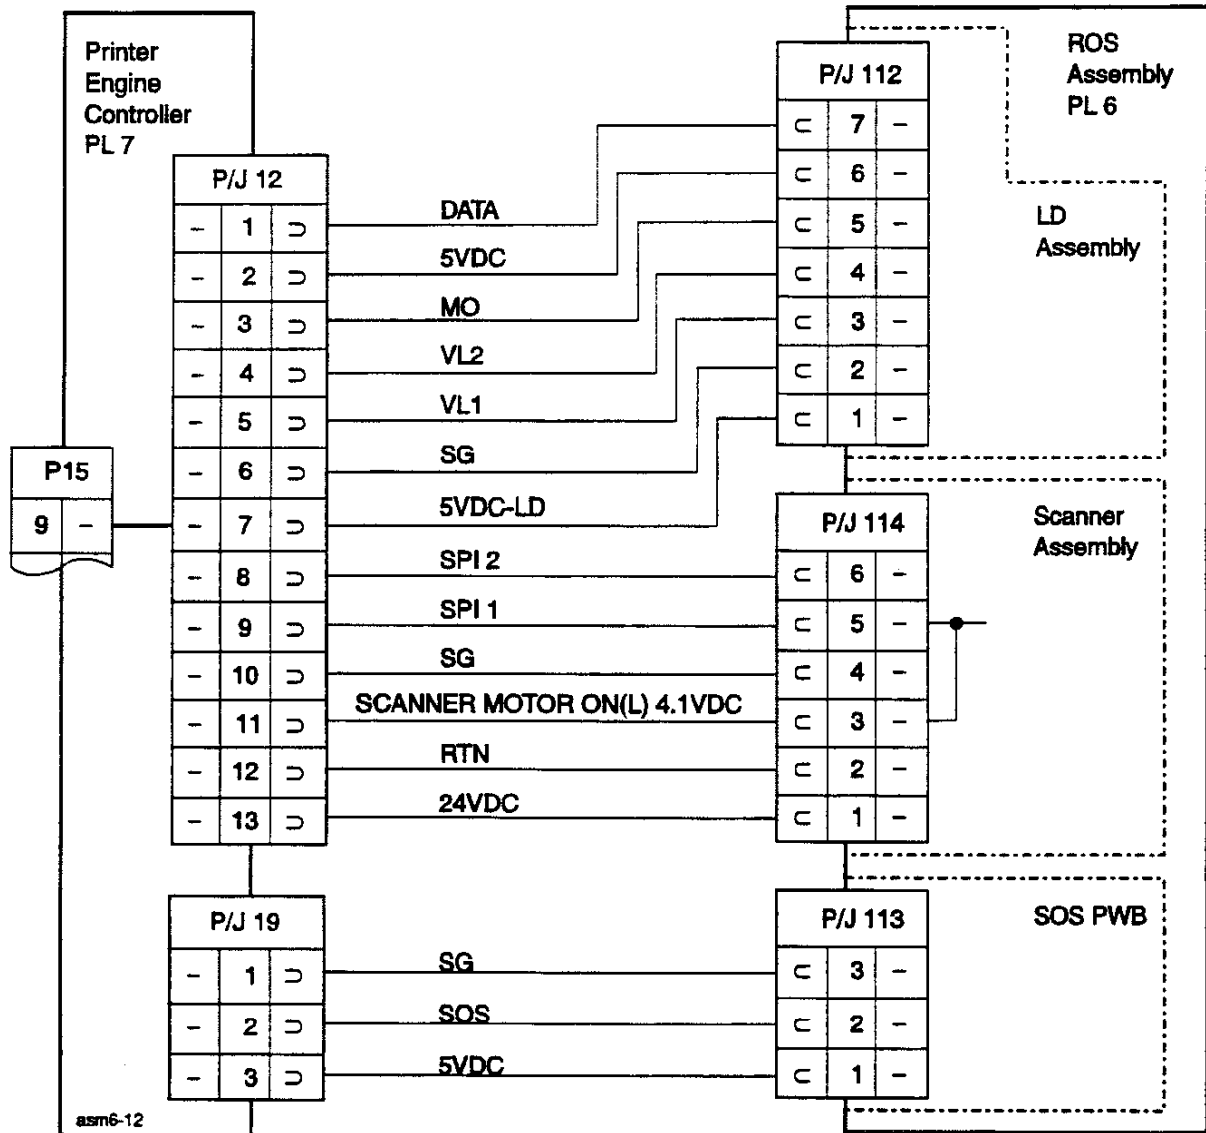 Printer
Engine
Controller
PL 7
P/J 12
- 1 ⊃
- 2 ⊃
- 3 ⊃
- 4 ⊃
- 5 ⊃
- 6 ⊃
- 7 ⊃
- 8 ⊃
- 9 ⊃
- 10 ⊃
- 11 ⊃
- 12 ⊃
- 13 ⊃
P15
9 -
DATA
5VDC
MO
VL2
VL1
SG
5VDC-LD
SPI 2
SPI 1
SG
SCANNER MOTOR ON(L) 4.1VDC
RTN
24VDC
P/J 112
⊂ 7 -
⊂ 6 -
⊂ 5 -
⊂ 4 -
⊂ 3 -
⊂ 2 -
⊂ 1 -
ROS
Assembly
PL 6
LD
Assembly
P/J 114
⊂ 6 -
⊂ 5 -
⊂ 4 -
⊂ 3 -
⊂ 2 -
⊂ 1 -
Scanner
Assembly
P/J 19
- 1 ⊃
- 2 ⊃
- 3 ⊃
SG
SOS
5VDC
P/J 113
⊂ 3 -
⊂ 2 -
⊂ 1 -
SOS PWB
asm6-12